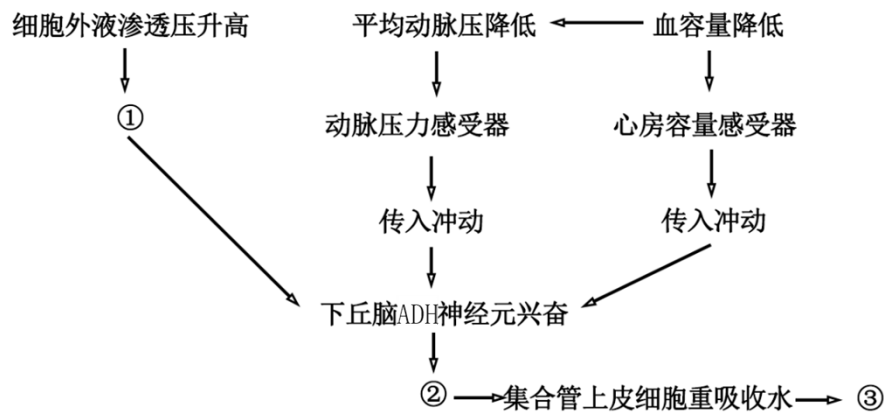 细胞外液渗透压升高 平均动脉压降低 血容量降低
① 动脉压力感受器 心房容量感受器
传入冲动 传入冲动
下丘脑ADH神经元兴奋
② 集合管上皮细胞重吸收水 ③